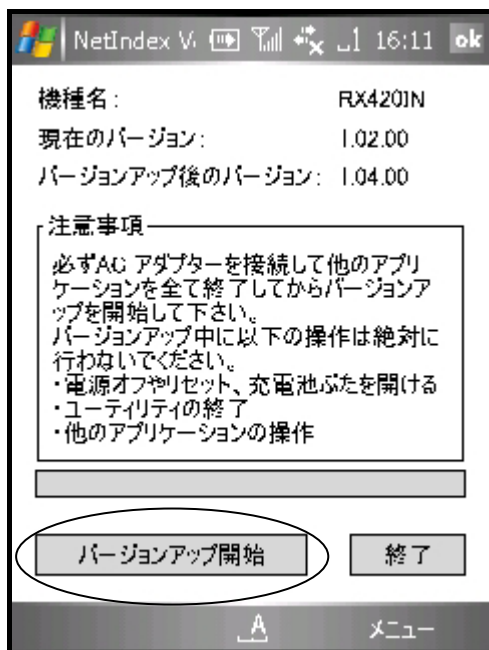 NetIndex V 16:11 ok
機種名: RX420IN
現在のバージョン: 1.02.00
バージョンアップ後のバージョン: 1.04.00
注意事項
必ずAC アダプターを接続して他のアプリ
ケーションを全て終了してからバージョンア
ップを開始して下さい。
バージョンアップ中に以下の操作は絶対に
行わないでください。
・電源オフやリセット、充電池ぶたを開ける
・ユーティリティの終了
・他のアプリケーションの操作
バージョンアップ開始 終了
A メニュー